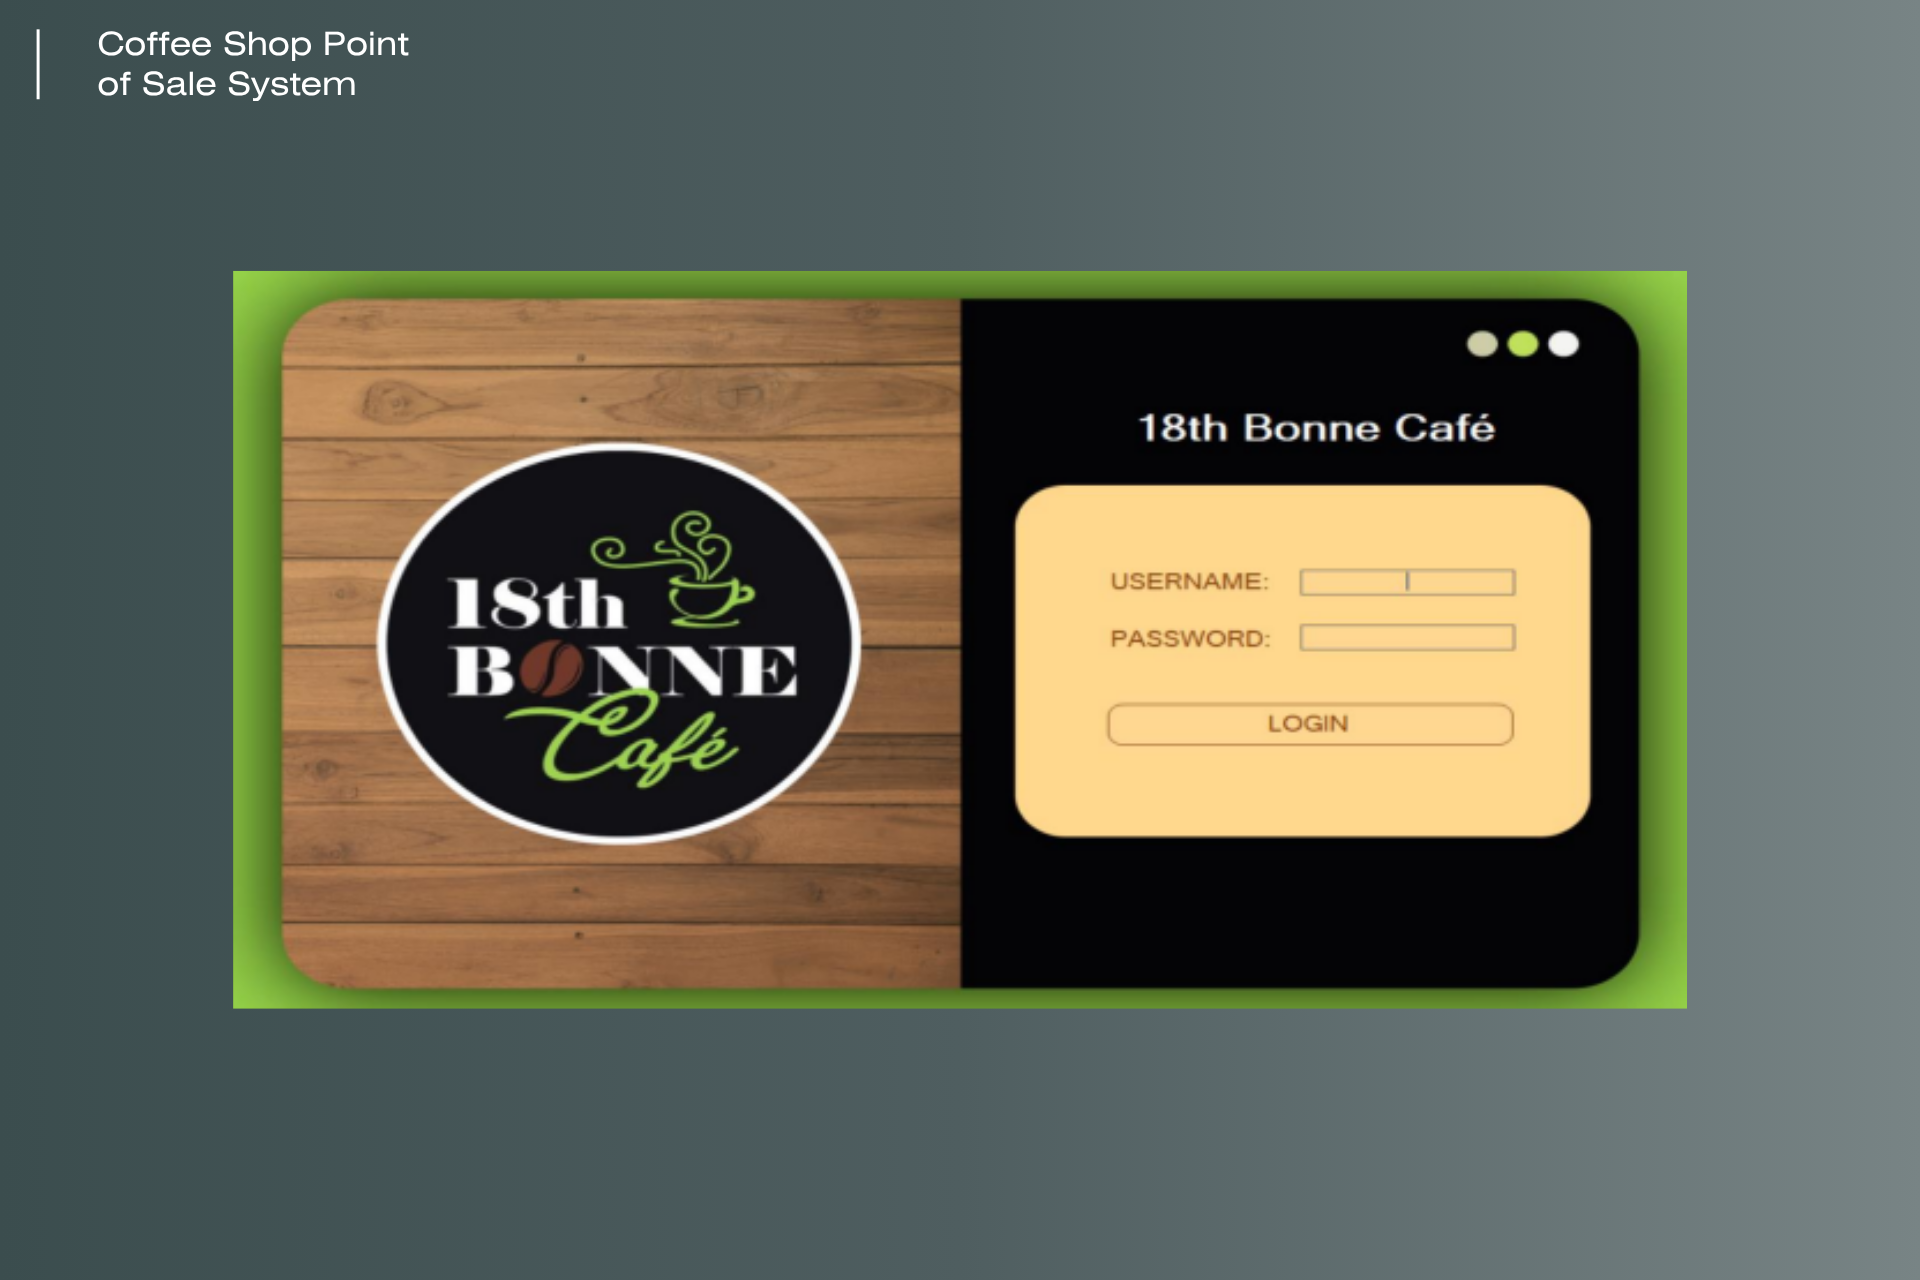 Coffee Shop Point
of Sale System
18th
BONNE
Café
18th Bonne Café
USERNAME:
PASSWORD:
LOGIN